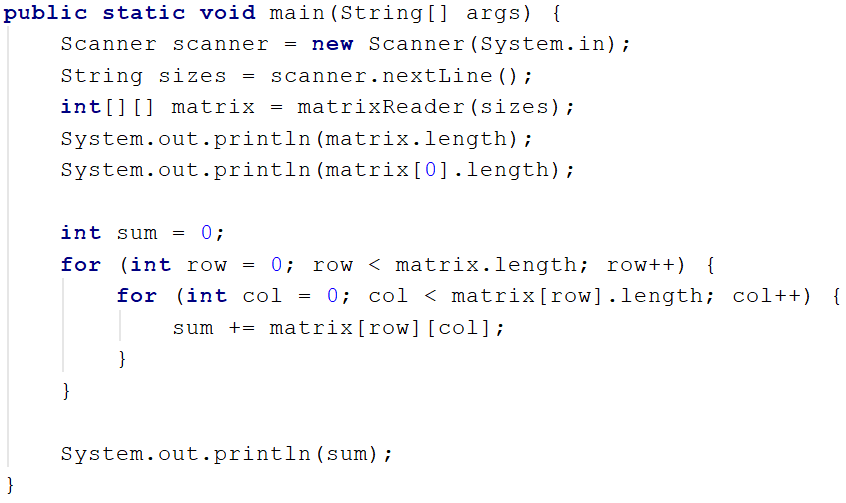 public static void main(String[] args) {
    Scanner scanner = new Scanner(System.in);
    String sizes = scanner.nextLine();
    int[][] matrix = matrixReader(sizes);
    System.out.println(matrix.length);
    System.out.println(matrix[0].length);

    int sum = 0;
    for (int row = 0; row < matrix.length; row++) {
        for (int col = 0; col < matrix[row].length; col++) {
            sum += matrix[row][col];
        }
    }

    System.out.println(sum);
}